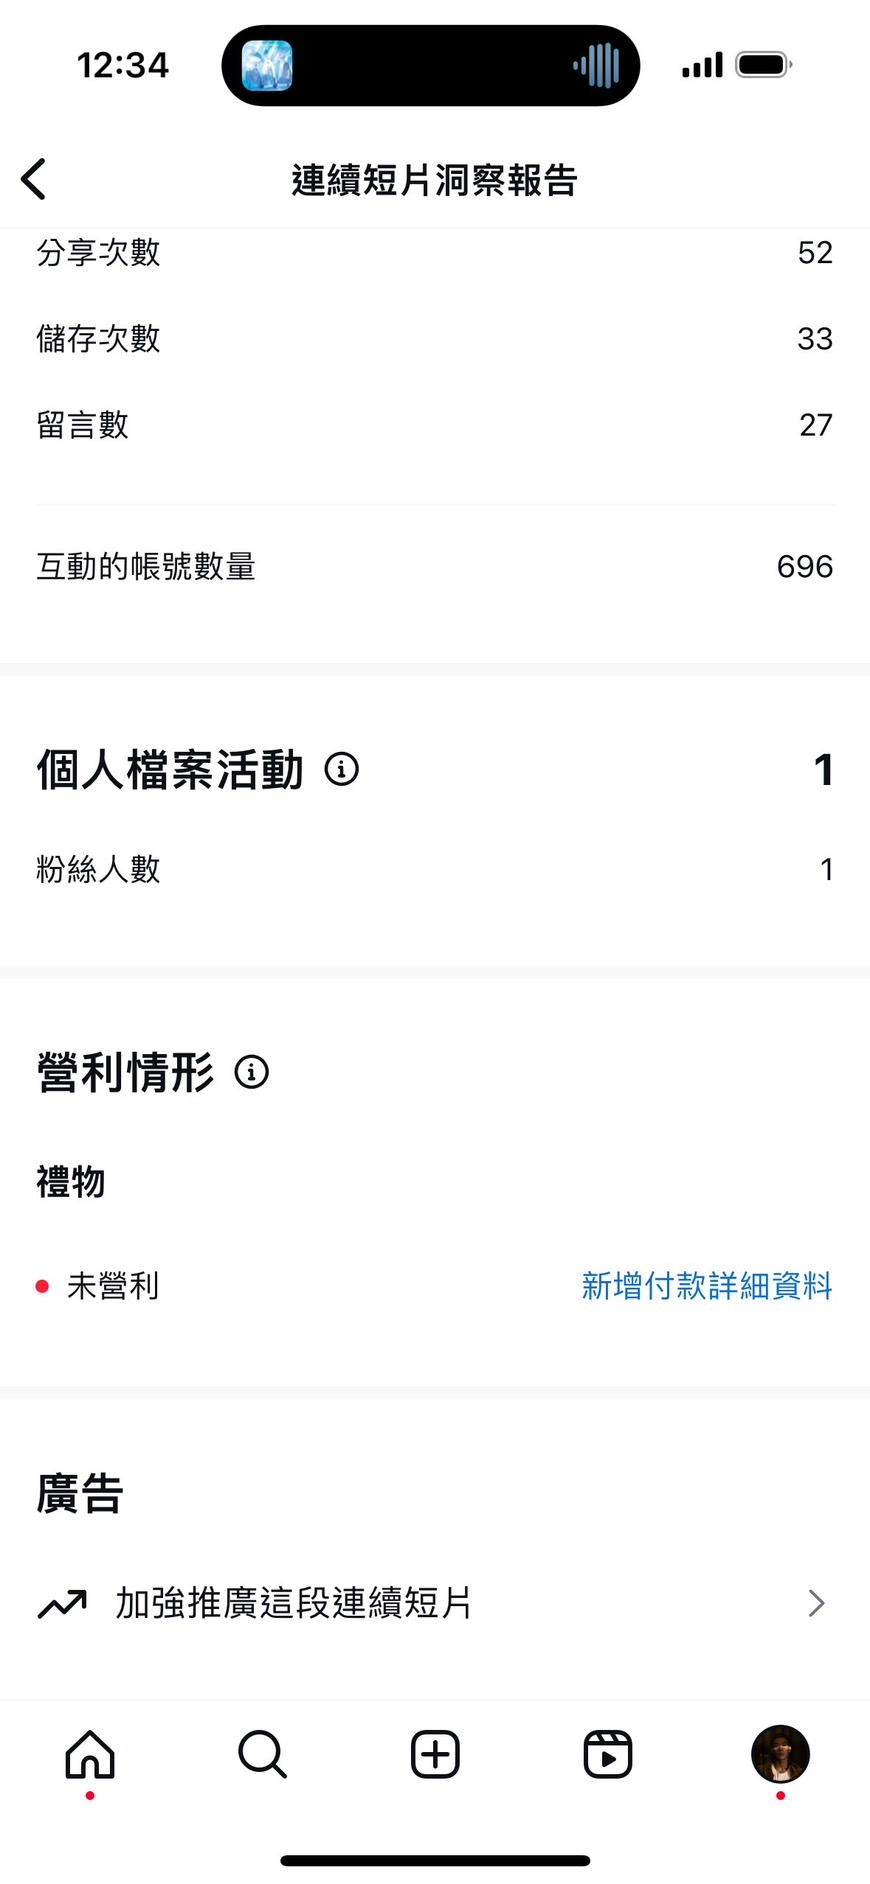 12:34
連續短片洞察報告
分享次數 52
儲存次數 33
留言數 27
互動的帳號數量 696
個人檔案活動 1
粉絲人數 1
營利情形
禮物
未營利 新增付款詳細資料
廣告
加強推廣這段連續短片